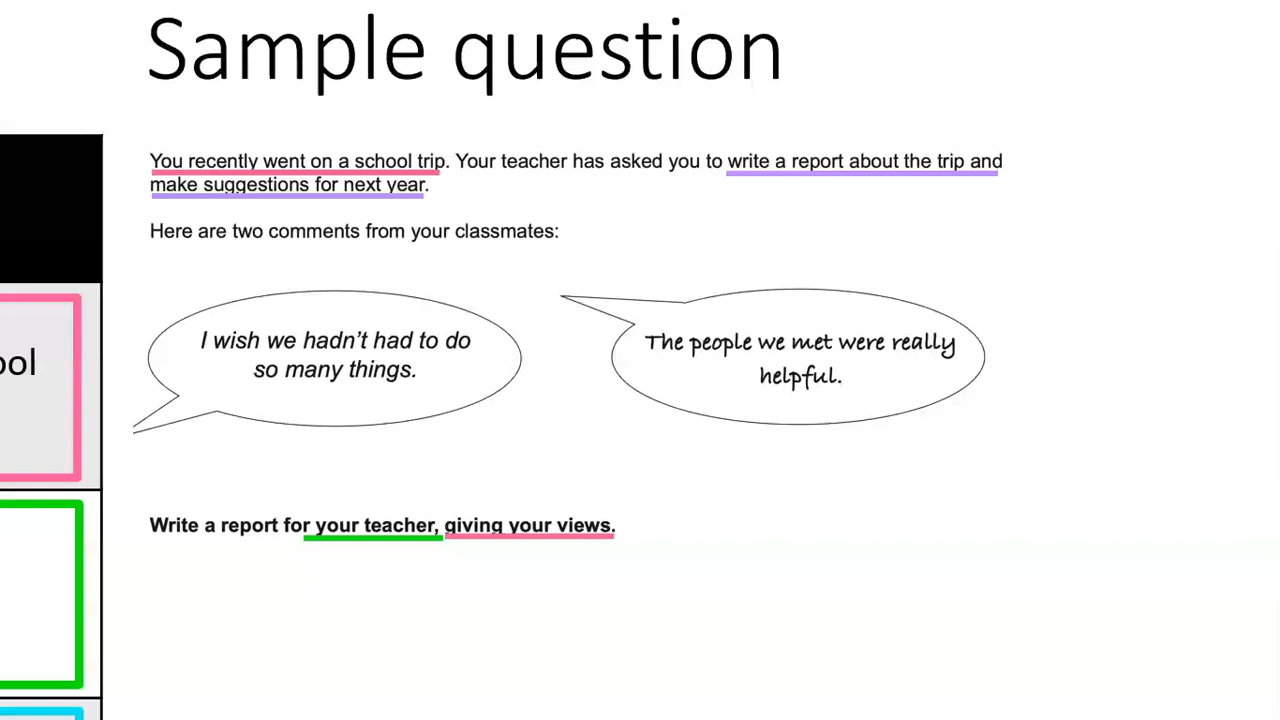 Sample question
You recently went on a school trip. Your teacher has asked you to write a report about the trip and
make suggestions for next year.
Here are two comments from your classmates:
I wish we hadn't had to do
so many things.
The people we met were really
helpful.
ool
Write a report for your teacher, giving your views.